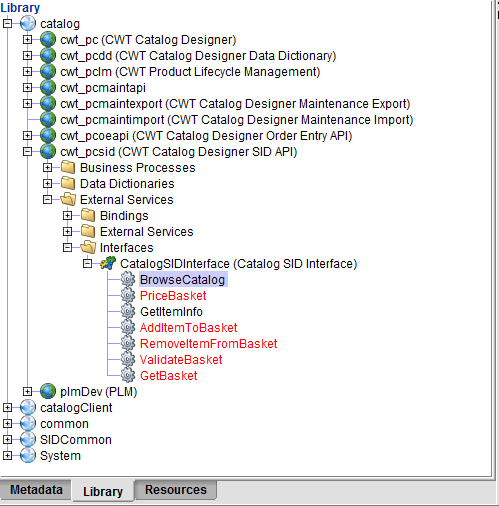 Library
catalog
cwt_pc (CWT Catalog Designer)
cwt_pcdd (CWT Catalog Designer Data Dictionary)
cwt_pclm (CWT Product Lifecycle Management)
cwt_pcmaintapi
cwt_pcmaintexport (CWT Catalog Designer Maintenance Export)
cwt_pcmaintimport (CWT Catalog Designer Maintenance Import)
cwt_pcoeapi (CWT Catalog Designer Order Entry API)
cwt_pcsid (CWT Catalog Designer SID API)
Business Processes
Data Dictionaries
External Services
Bindings
External Services
Interfaces
CatalogSIDInterface (Catalog SID Interface)
BrowseCatalog
PriceBasket
GetItemInfo
AddItemToBasket
RemoveItemFromBasket
ValidateBasket
GetBasket
plmDev (PLM)
catalogClient
common
SIDCommon
System
Metadata Library Resources